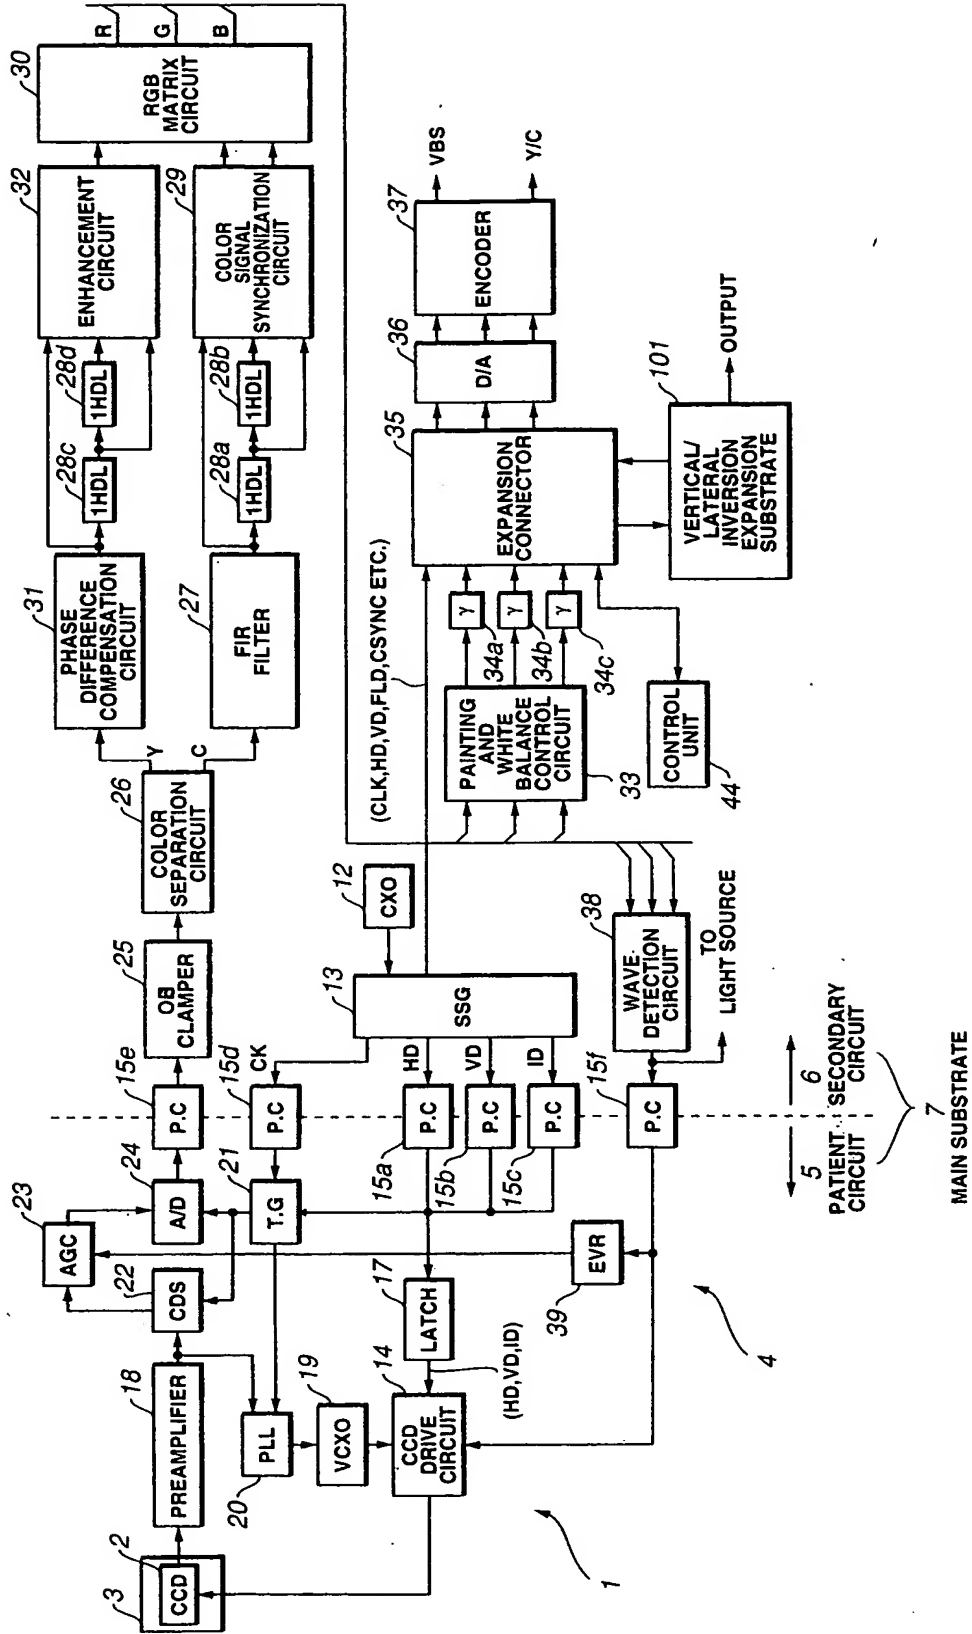 3
2
CCD
18
PREAMPLIFIER
22
CDS
23
AGC
24
A/D
15e
P.C
25
OB
CLAMPER
26
COLOR
SEPARATION
CIRCUIT
Y
C
31
PHASE
DIFFERENCE
COMPENSATION
CIRCUIT
27
FIR
FILTER
28c
1HDL
28d
1HDL
28a
1HDL
28b
1HDL
32
ENHANCEMENT
CIRCUIT
29
COLOR
SIGNAL
SYNCHRONIZATION
CIRCUIT
30
RGB
MATRIX
CIRCUIT
R
G
B
20
PLL
19
VCXO
21
T.G
15d
P.C
CK
14
CCD
DRIVE
CIRCUIT
17
LATCH
(HD,VD,ID)
15a
P.C
HD
15b
P.C
VD
15c
P.C
ID
13
SSG
12
CXO
(CLK,HD,VD,FLD,CSYNC ETC.)
39
EVR
15f
P.C
38
WAVE-
DETECTION
CIRCUIT
TO
LIGHT SOURCE
33
PAINTING
AND
WHITE
BALANCE
CONTROL
CIRCUIT
34a
γ
34b
γ
34c
γ
35
EXPANSION
CONNECTOR
36
D/A
37
ENCODER
VBS
Y/C
44
CONTROL
UNIT
101
VERTICAL/
LATERAL
INVERSION
EXPANSION
SUBSTRATE
OUTPUT
1
4
5
PATIENT
CIRCUIT
6
SECONDARY
CIRCUIT
7
MAIN SUBSTRATE